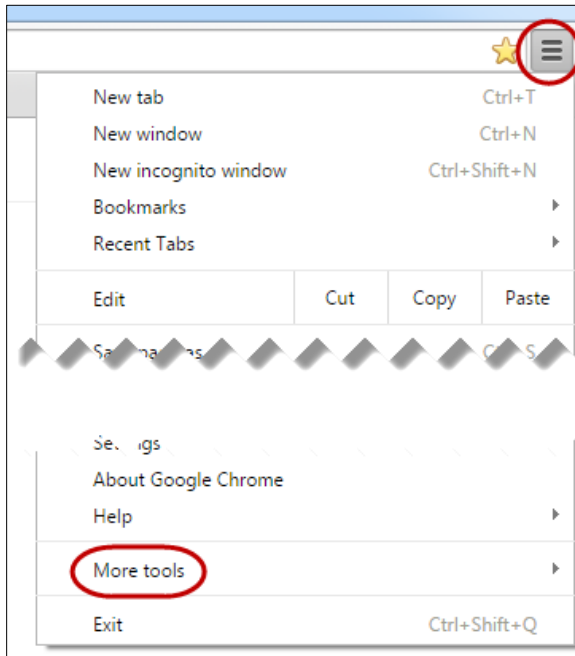 New tab Ctrl+T
New window Ctrl+N
New incognito window Ctrl+Shift+N
Bookmarks
Recent Tabs
Edit Cut Copy Paste
About Google Chrome
Help
More tools
Exit Ctrl+Shift+Q